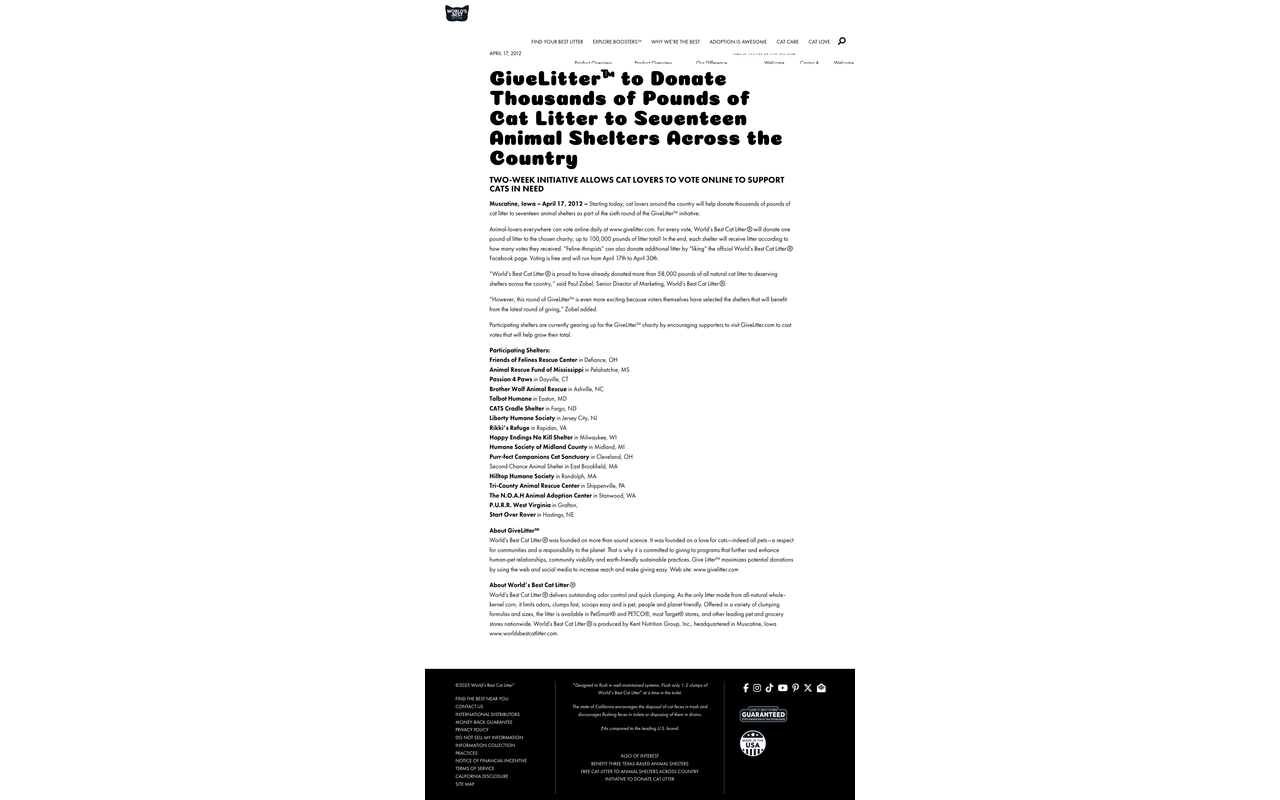 WORLD'S
BEST
FIND YOUR BEST LITTER EXPLORE BOOSTERS™ WHY WE'RE THE BEST ADOPTION IS AWESOME CAT CARE CAT LOVE
APRIL 17, 2012
Product Overview Product Overview Our Difference Welcome Caring & Welcome
GiveLitter™ to Donate
Thousands of Pounds of
Cat Litter to Seventeen
Animal Shelters Across the
Country
TWO-WEEK INITIATIVE ALLOWS CAT LOVERS TO VOTE ONLINE TO SUPPORT
CATS IN NEED
Muscatine, Iowa – April 17, 2012 – Starting today, cat lovers around the country will help donate thousands of pounds of
cat litter to seventeen animal shelters as part of the sixth round of the GiveLitter™ initiative.
Animal-lovers everywhere can vote online daily at www.givelitter.com. For every vote, World's Best Cat Litter® will donate one
pound of litter to the chosen charity; up to 100,000 pounds of litter total! In the end, each shelter will receive litter according to
how many votes they received. "Feline-thropists" can also donate additional litter by "liking" the official World's Best Cat Litter®
Facebook page. Voting is free and will run from April 17th to April 30th.
"World's Best Cat Litter® is proud to have already donated more than 58,000 pounds of all natural cat litter to deserving
shelters across the country," said Paul Zobel, Senior Director of Marketing, World's Best Cat Litter®.
"However, this round of GiveLitter™ is even more exciting because voters themselves have selected the shelters that will benefit
from the latest round of giving," Zobel added.
Participating shelters are currently gearing up for the GiveLitter™ charity by encouraging supporters to visit GiveLitter.com to cast
votes that will help grow their total.
Participating Shelters:
Friends of Felines Rescue Center in Defiance, OH
Animal Rescue Fund of Mississippi in Pelahatchie, MS
Passion 4 Paws in Dayville, CT
Brother Wolf Animal Rescue in Ashville, NC
Talbot Humane in Easton, MD
CATS Cradle Shelter in Fargo, ND
Liberty Humane Society in Jersey City, NJ
Rikki's Refuge in Rapidan, VA
Happy Endings No Kill Shelter in Milwaukee, WI
Humane Society of Midland County in Midland, MI
Purr-fect Companions Cat Sanctuary in Cleveland, OH
Second Chance Animal Shelter in East Brookfield, MA
Hilltop Humane Society in Randolph, MA
Tri-County Animal Rescue Center in Shippenville, PA
The N.O.A.H Animal Adoption Center in Stanwood, WA
P.U.R.R. West Virginia in Grafton,
Start Over Rover in Hastings, NE
About GiveLitter™
World's Best Cat Litter® was founded on more than sound science. It was founded on a love for cats—indeed all pets—a respect
for communities and a responsibility to the planet. That is why it is committed to giving to programs that further and enhance
human-pet relationships, community viability and earth-friendly sustainable practices. Give Litter™ maximizes potential donations
by using the web and social media to increase reach and make giving easy. Web site: www.givelitter.com
About World's Best Cat Litter®
World's Best Cat Litter® delivers outstanding odor control and quick clumping. As the only litter made from all-natural whole-
kernel corn, it limits odors, clumps fast, scoops easy and is pet, people and planet friendly. Offered in a variety of clumping
formulas and sizes, the litter is available in PetSmart® and PETCO®, most Target® stores, and other leading pet and grocery
stores nationwide. World's Best Cat Litter® is produced by Kent Nutrition Group, Inc., headquartered in Muscatine, Iowa.
www.worldsbestcatlitter.com.
©2025 World's Best Cat Litter®
FIND THE BEST NEAR YOU
CONTACT US
INTERNATIONAL DISTRIBUTORS
MONEY-BACK GUARANTEE
PRIVACY POLICY
DO NOT SELL MY INFORMATION
INFORMATION COLLECTION
PRACTICES
NOTICE OF FINANCIAL INCENTIVE
TERMS OF SERVICE
CALIFORNIA DISCLOSURE
SITE MAP
*Designed to flush in well-maintained systems. Flush only 1-2 clumps of
World's Best Cat Litter® at a time in the toilet.
The state of California encourages the disposal of cat feces in trash and
discourages flushing feces in toilets or disposing of them in drains.
†As compared to the leading U.S. brand.
ALSO OF INTEREST
BENEFIT THREE TEXAS-BASED ANIMAL SHELTERS
FREE CAT LITTER TO ANIMAL SHELTERS ACROSS COUNTRY
INITIATIVE TO DONATE CAT LITTER
GUARANTEED
MADE IN THE
USA